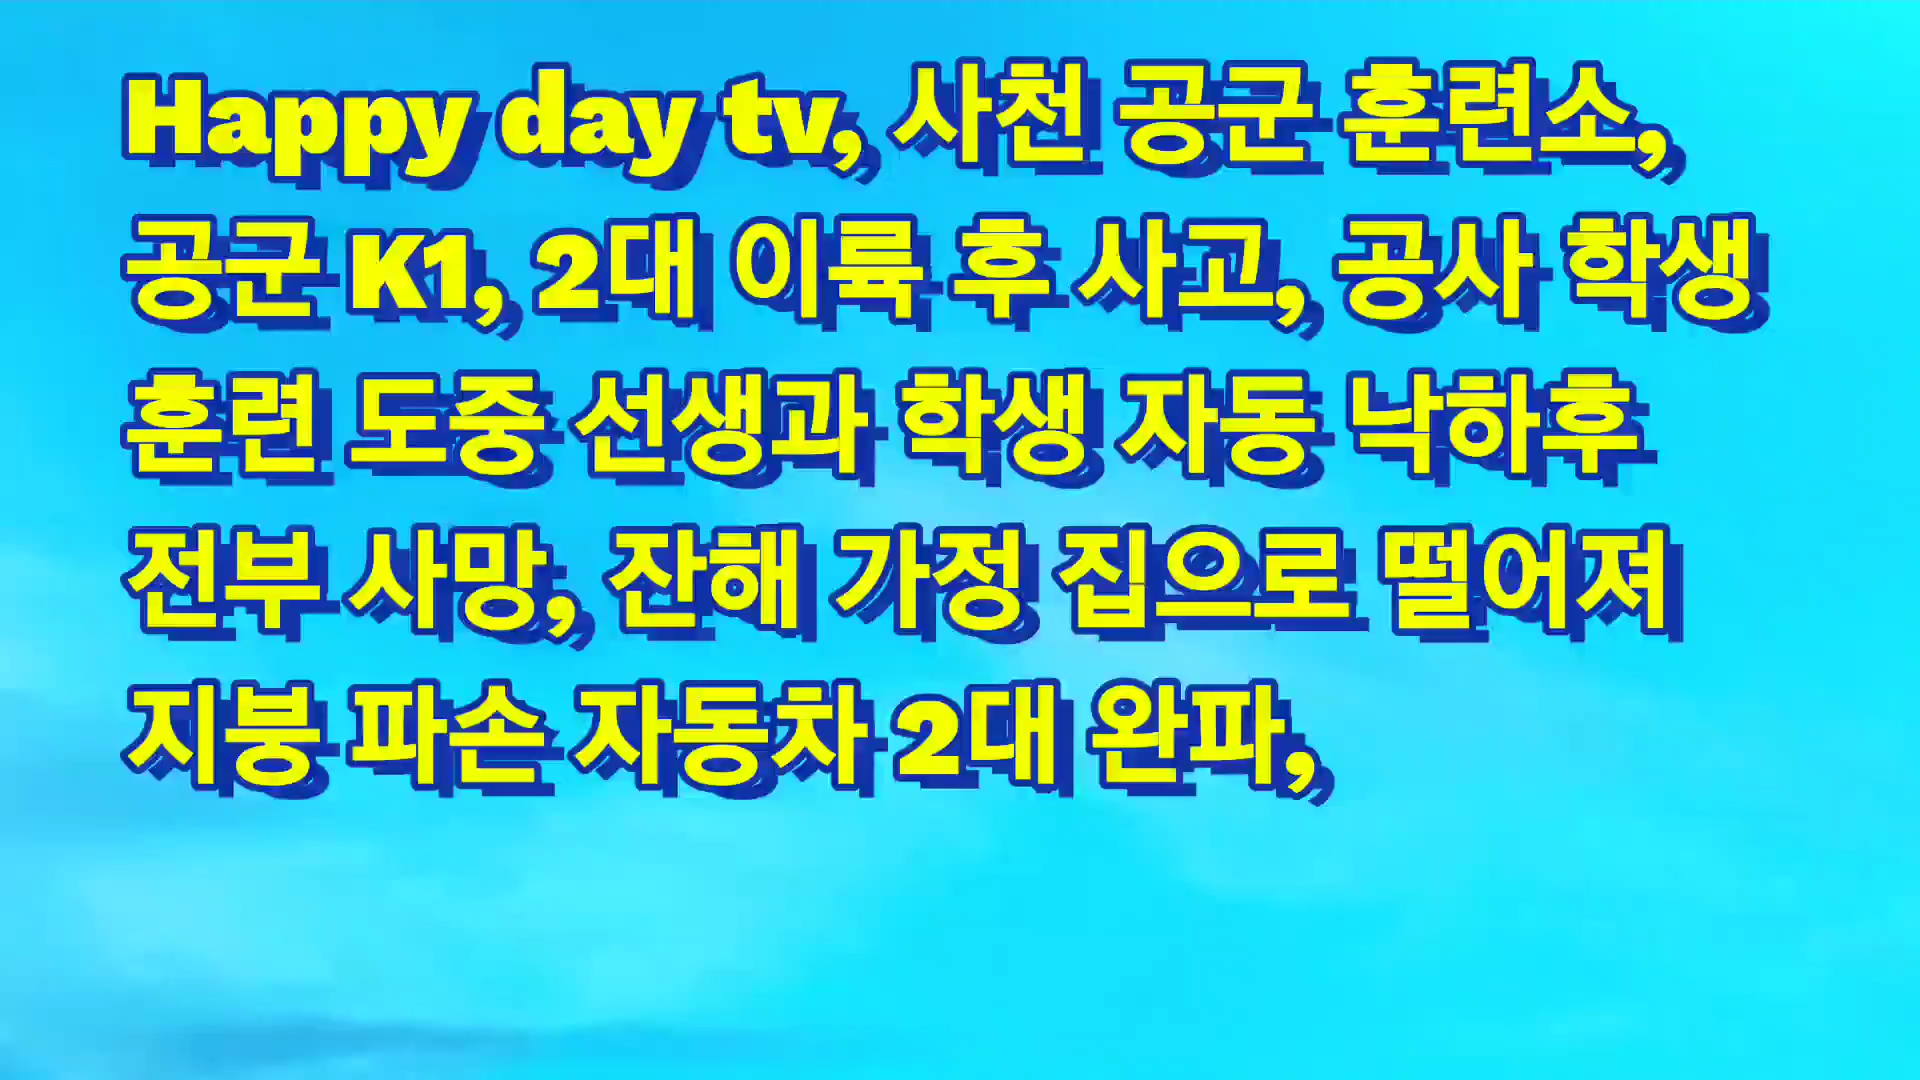 Happy day tv, 사천 공군 훈련소,
공군 K1, 2대 이륙 후 사고, 공사 학생
훈련 도중 선생과 학생 자동 낙하후
전부 사망, 잔해 가정 집으로 떨어져
지붕 파손 자동차 2대 완파,